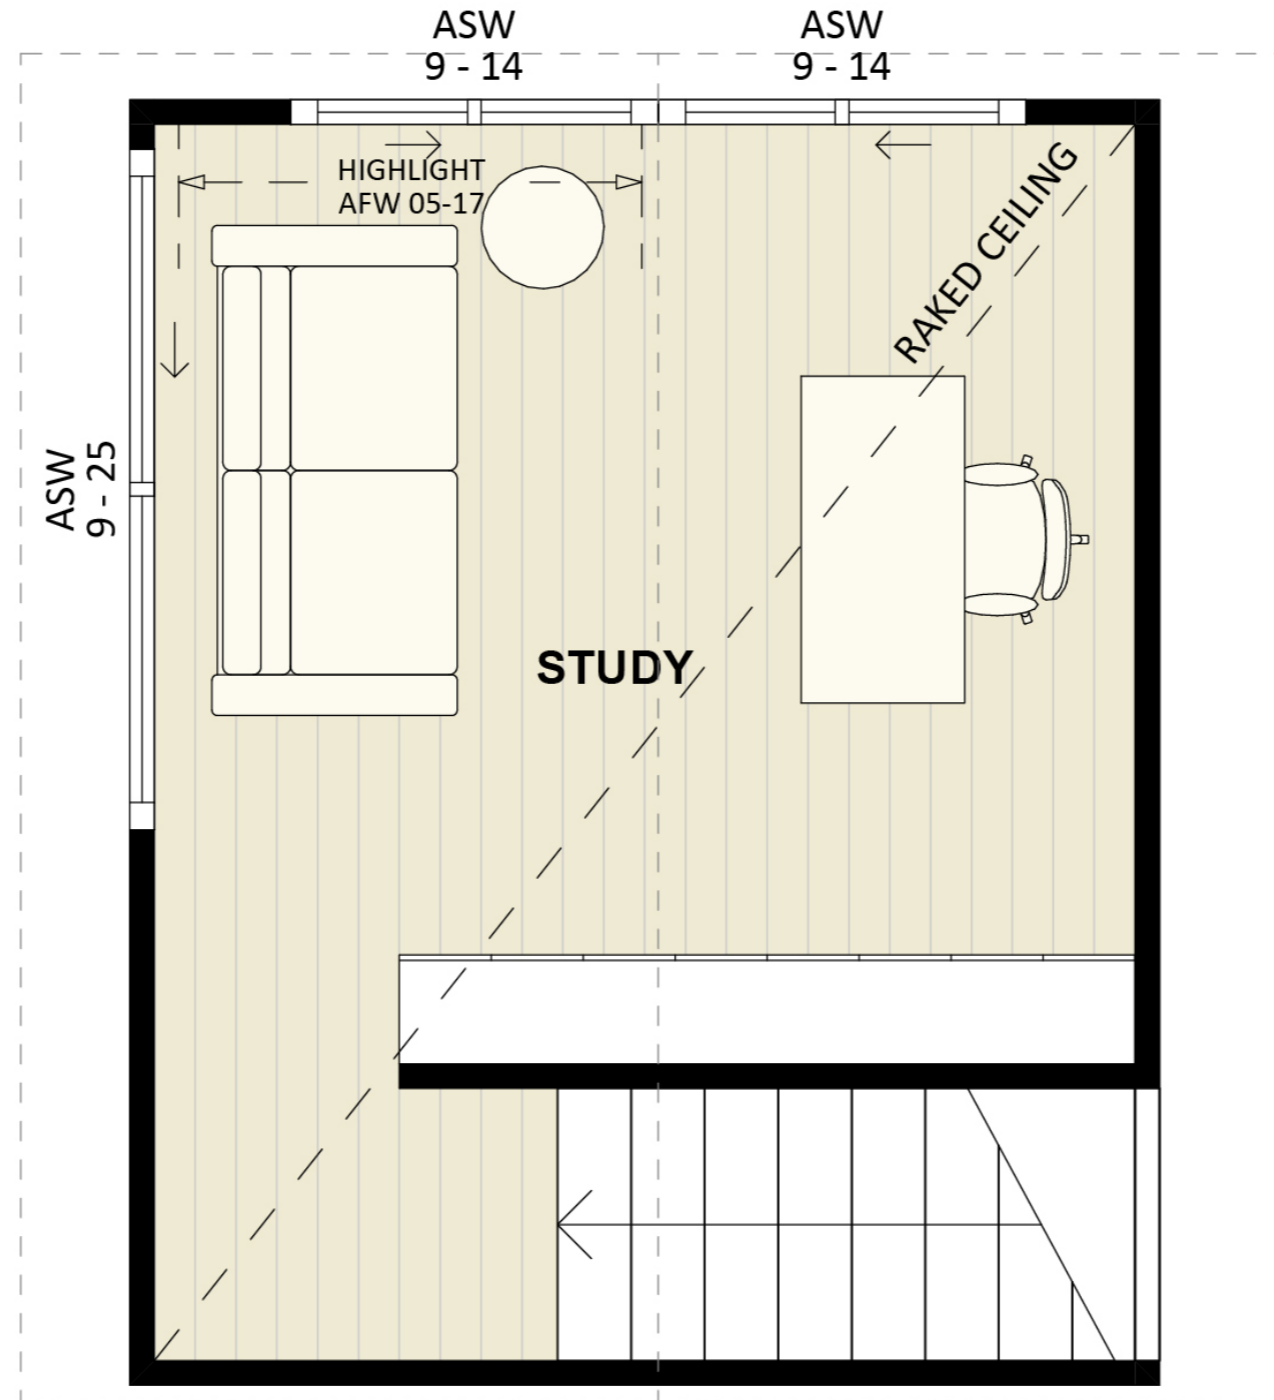 ASW
9 - 14
ASW
9 - 14
HIGHLIGHT
AFW 05-17
RAKED CEILING
ASW
9 - 25
STUDY